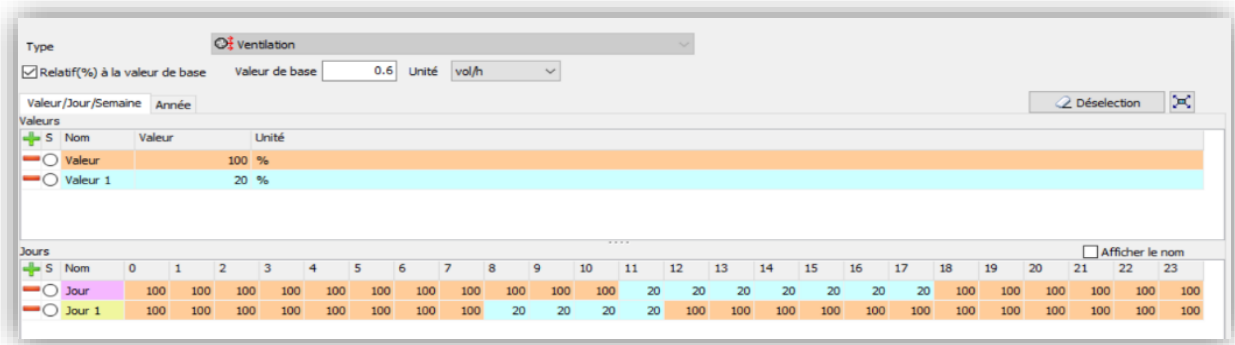 Type Ventilation
Relatif(%) à la valeur de base Valeur de base 0.6 Unité vol/h
Valeur/Jour/Semaine Année Déselection
Valeurs
S Nom Valeur Unité
Valeur 100 %
Valeur 1 20 %
Jours Afficher le nom
S Nom 0 1 2 3 4 5 6 7 8 9 10 11 12 13 14 15 16 17 18 19 20 21 22 23
Jour 100 100 100 100 100 100 100 100 100 100 100 20 20 20 20 20 20 20 100 100 100 100 100 100
Jour 1 100 100 100 100 100 100 100 100 20 20 20 20 100 100 100 100 100 100 100 100 100 100 100 100